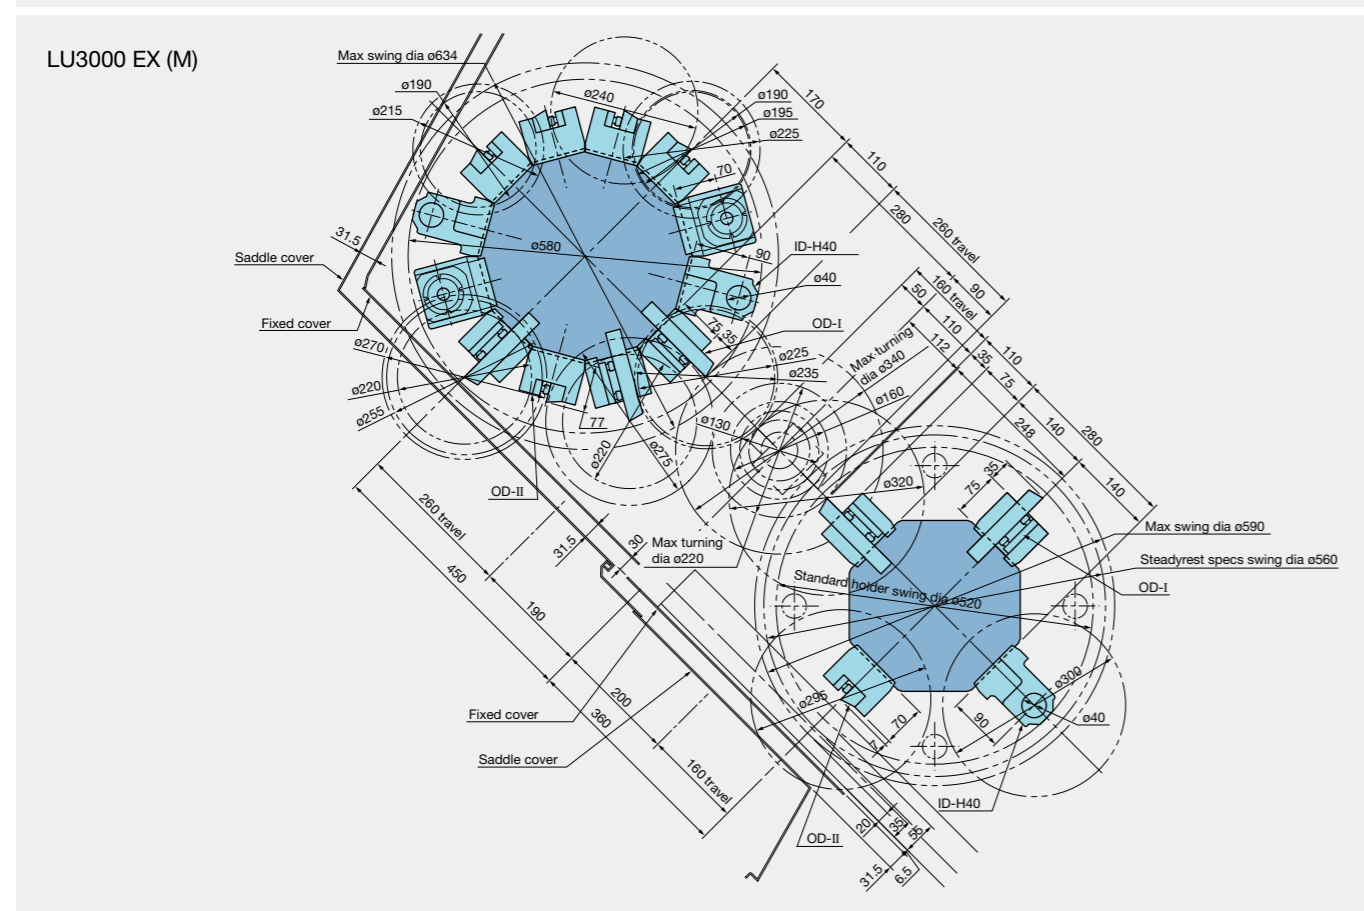 LU3000 EX (M)
Max swing dia ø634
ø190
ø215
ø240
ø190
ø195
ø225
170
110
70
280
260 travel
31.5
Saddle cover
ø580
90
ID-H40
ø40
160 travel
90
50
Fixed cover
75
35
OD-I
110
112
35
110
75
ø270
ø225
Max turning
dia ø340
ø235
ø220
ø160
ø255
77
ø130
248
140
280
ø220
ø275
ø320
35
75
140
OD-II
260 travel
450
31.5
30
Max turning
dia ø220
Max swing dia ø590
Steadyrest specs swing dia ø560
Standard holder swing dia ø520
OD-I
190
ø300
ø295
200
360
Fixed cover
70
7
90
ø40
Saddle cover
160 travel
ID-H40
20
35
55
OD-II
31.5
6.5